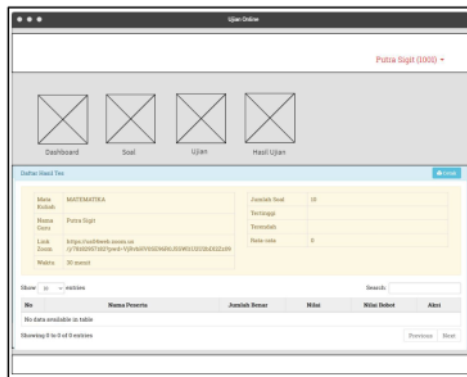 Ujian Online
Putra Sigit (1001)
Dashboard Soal Ujian Hasil Ujian
Daftar Hasil Tes
Mata Kuliah MATEMATIKA
Nama Guru Putra Sigit
Link Zoom
Waktu 30 menit
Jumlah Soal 10
Tertinggi
Terendah
Rata-rata 0
Show 10 entries
Search:
No Nama Peserta Jumlah Benar Nilai Nilai Bobot Aksi
No data available in table
Showing 0 to 0 of 0 entries
Previous Next